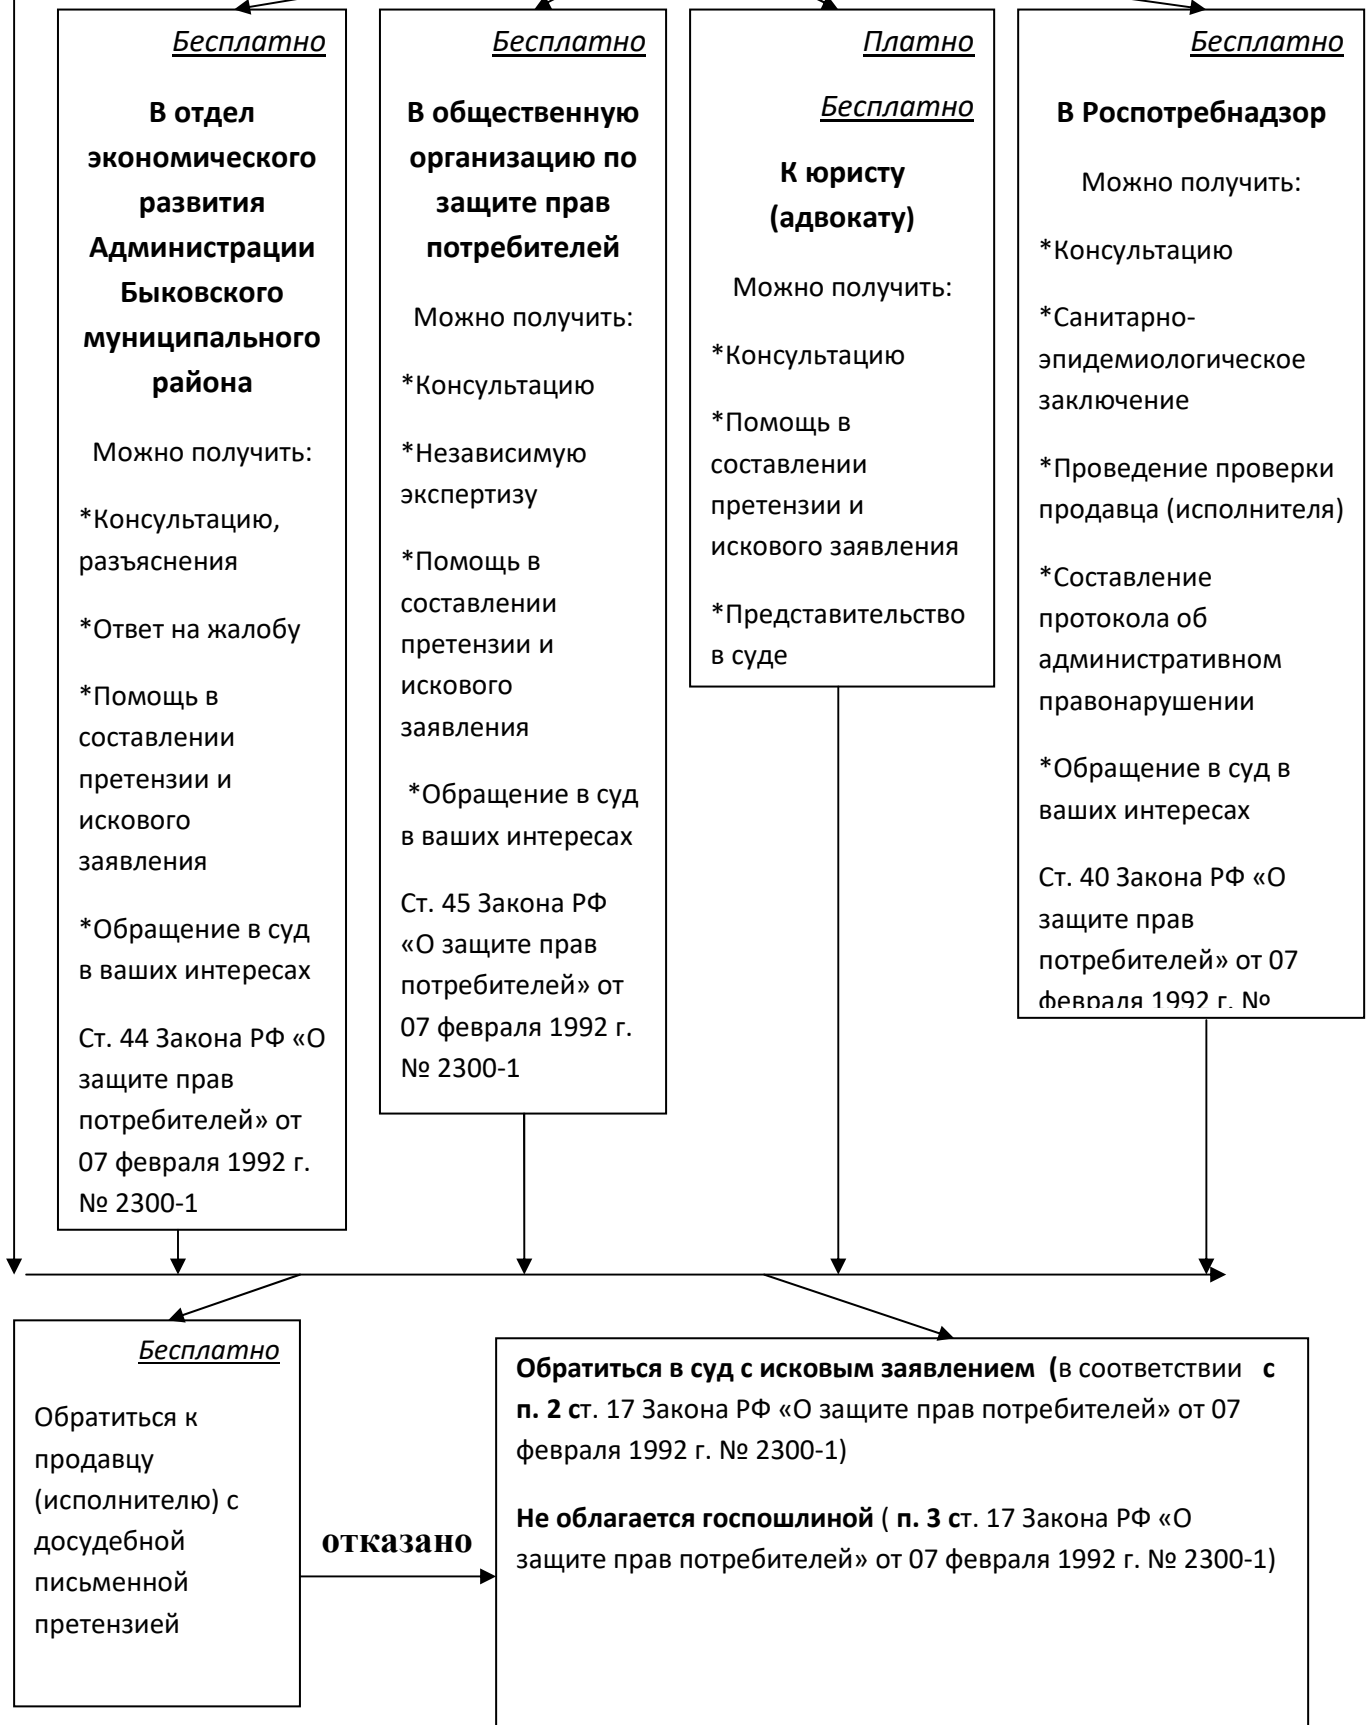 Бесплатно
В отдел
экономического
развития
Администрации
Быковского
муниципального
района
Можно получить:
*Консультацию,
разъяснения
*Ответ на жалобу
*Помощь в
составлении
претензии и
искового
заявления
*Обращение в суд
в ваших интересах
Ст. 44 Закона РФ «О
защите прав
потребителей» от
07 февраля 1992 г.
№ 2300-1
Бесплатно
В общественную
организацию по
защите прав
потребителей
Можно получить:
*Консультацию
*Независимую
экспертизу
*Помощь в
составлении
претензии и
искового
заявления
*Обращение в суд
в ваших интересах
Ст. 45 Закона РФ
«О защите прав
потребителей» от
07 февраля 1992 г.
№ 2300-1
Платно
Бесплатно
К юристу
(адвокату)
Можно получить:
*Консультацию
*Помощь в
составлении
претензии и
искового заявления
*Представительство
в суде
Бесплатно
В Роспотребнадзор
Можно получить:
*Консультацию
*Санитарно-
эпидемиологическое
заключение
*Проведение проверки
продавца (исполнителя)
*Составление
протокола об
административном
правонарушении
*Обращение в суд в
ваших интересах
Ст. 40 Закона РФ «О
защите прав
потребителей» от 07
февраля 1992 г. №
Бесплатно
Обратиться к
продавцу
(исполнителю) с
досудебной
письменной
претензией
отказано
Обратиться в суд с исковым заявлением (в соответствии с
п. 2 ст. 17 Закона РФ «О защите прав потребителей» от 07
февраля 1992 г. № 2300-1)
Не облагается госпошлиной ( п. 3 ст. 17 Закона РФ «О
защите прав потребителей» от 07 февраля 1992 г. № 2300-1)